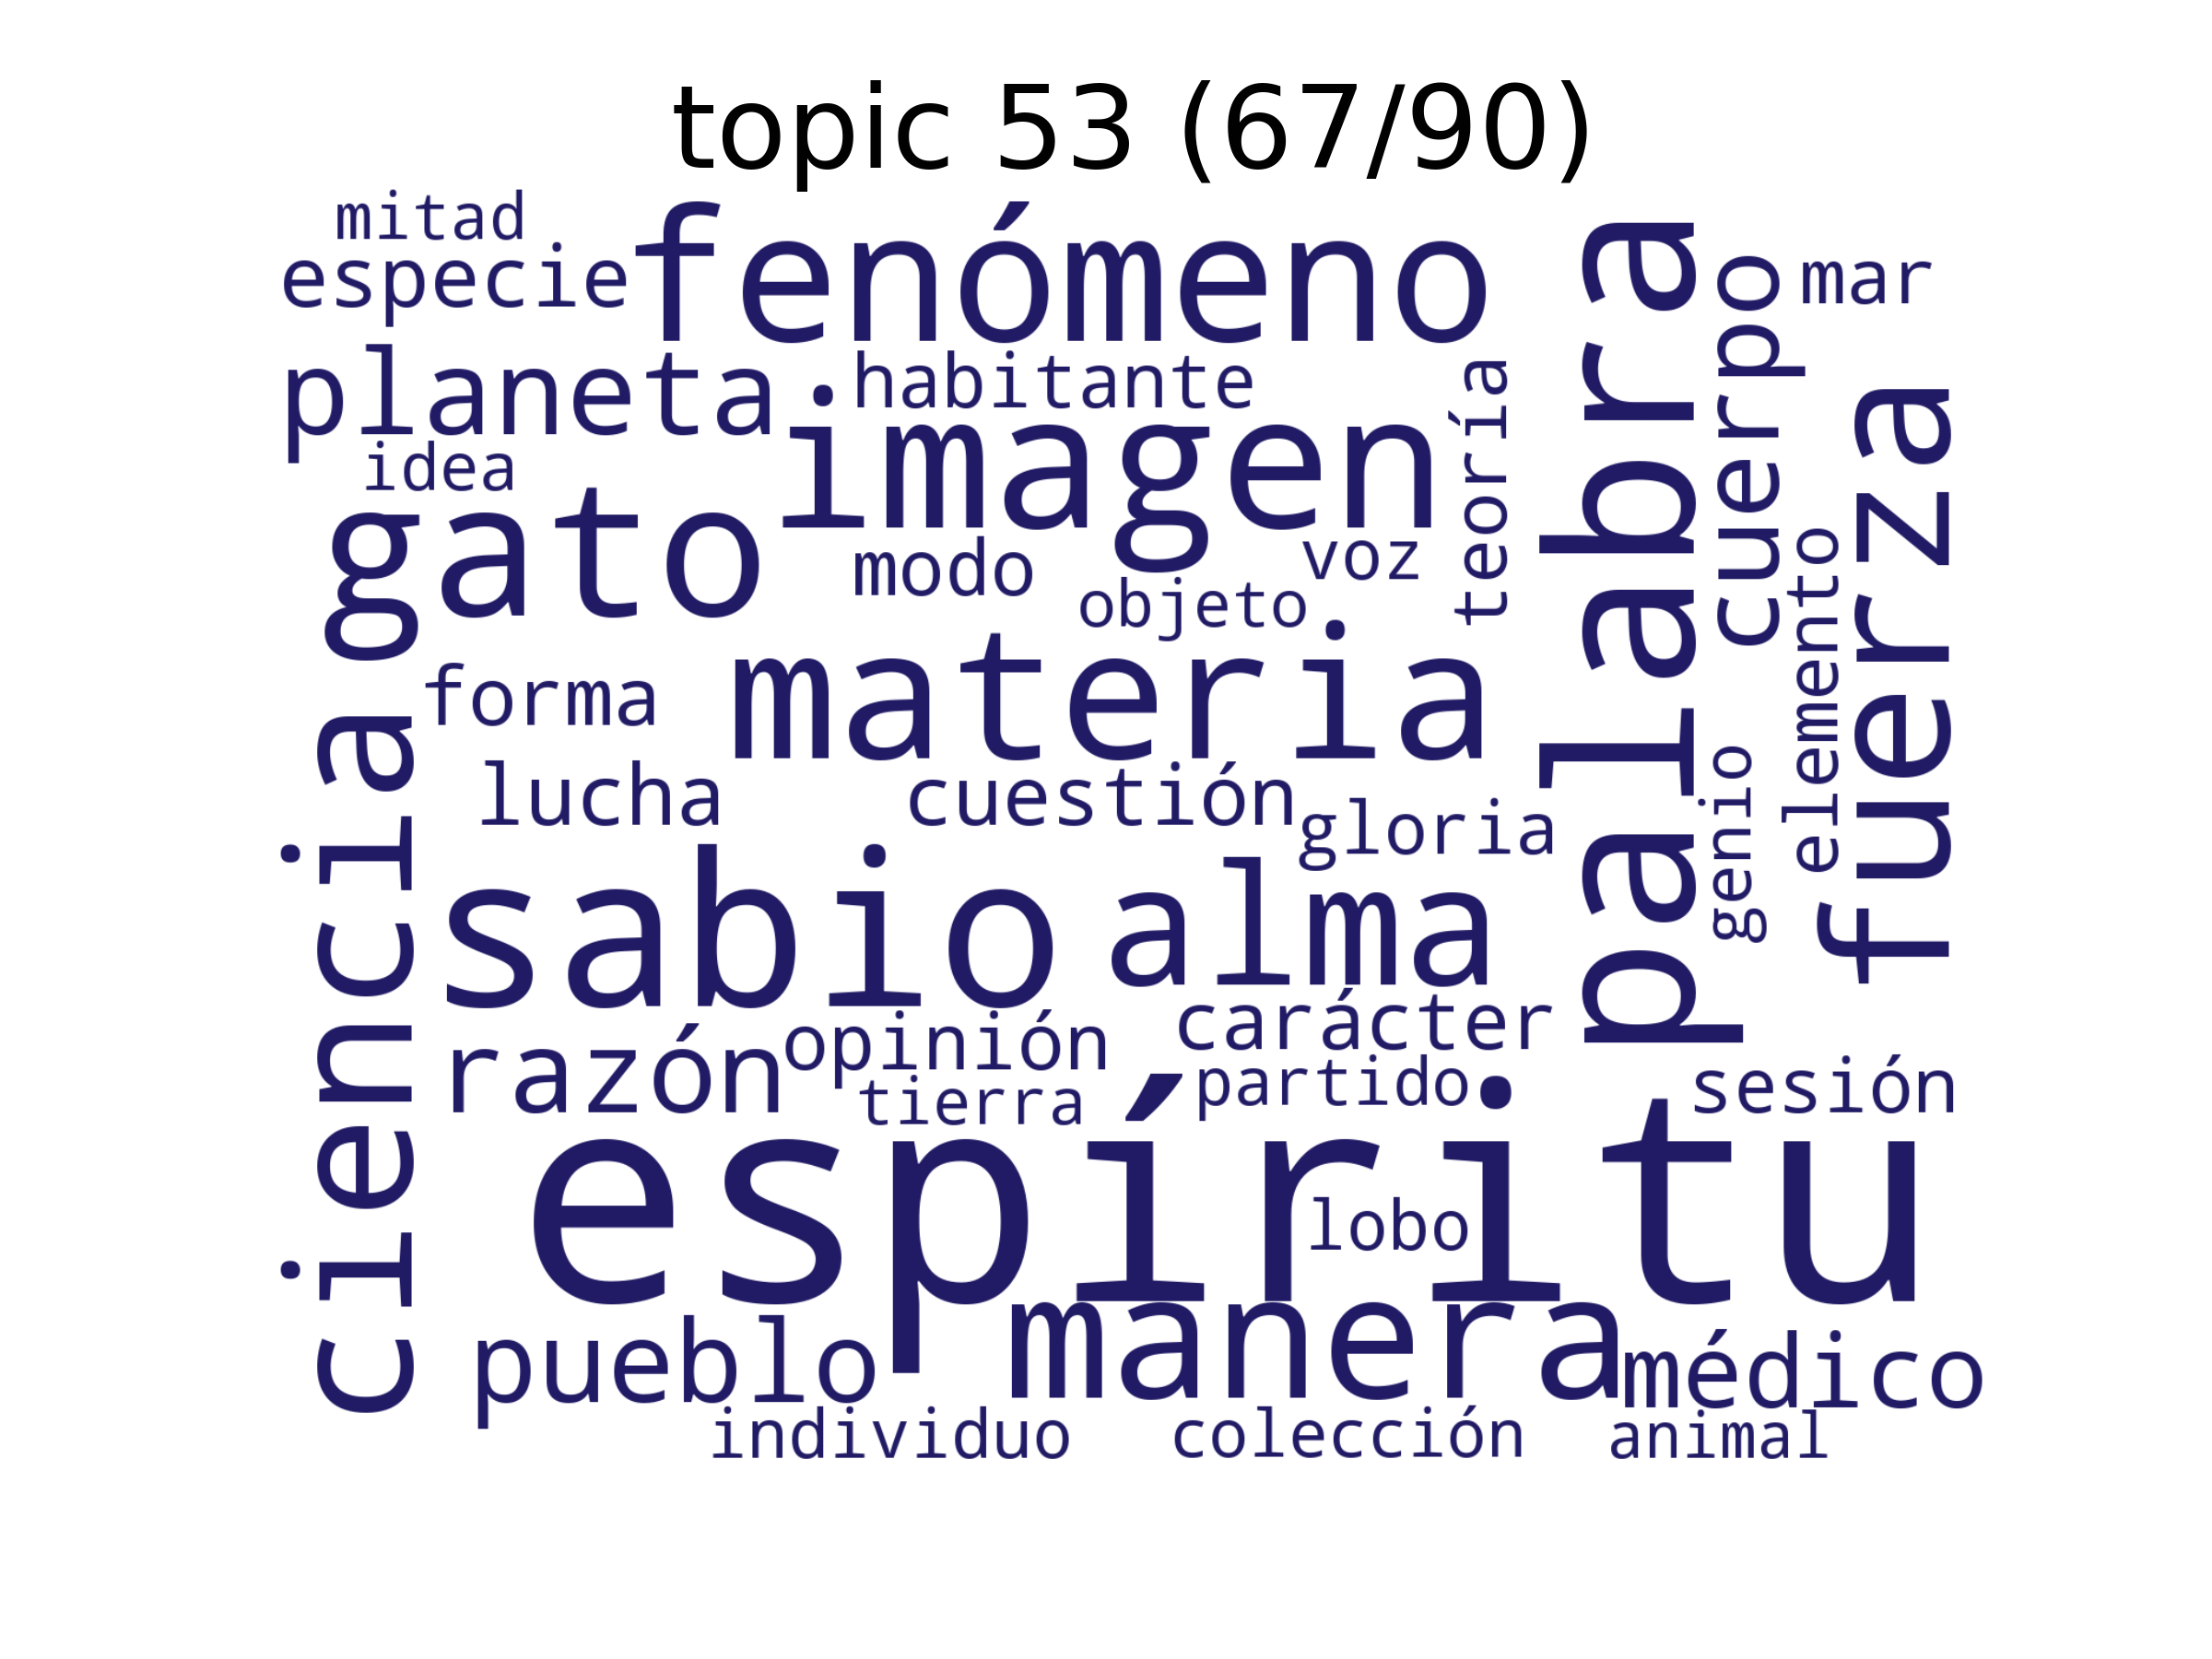 topic 53 (67/90)
mitad
especie
fenómeno
palabra
cuerpo
mar
planeta
habitante
teoría
fuerza
idea
imagen
gato
modo
voz
objeto
elemento
forma
materia
ciencia
lucha
cuestión
gloria
genio
sabio
alma
carácter
razón
opinión
tierra
partido
sesión
espíritu
lobo
pueblo
manera
médico
individuo
colección
animal